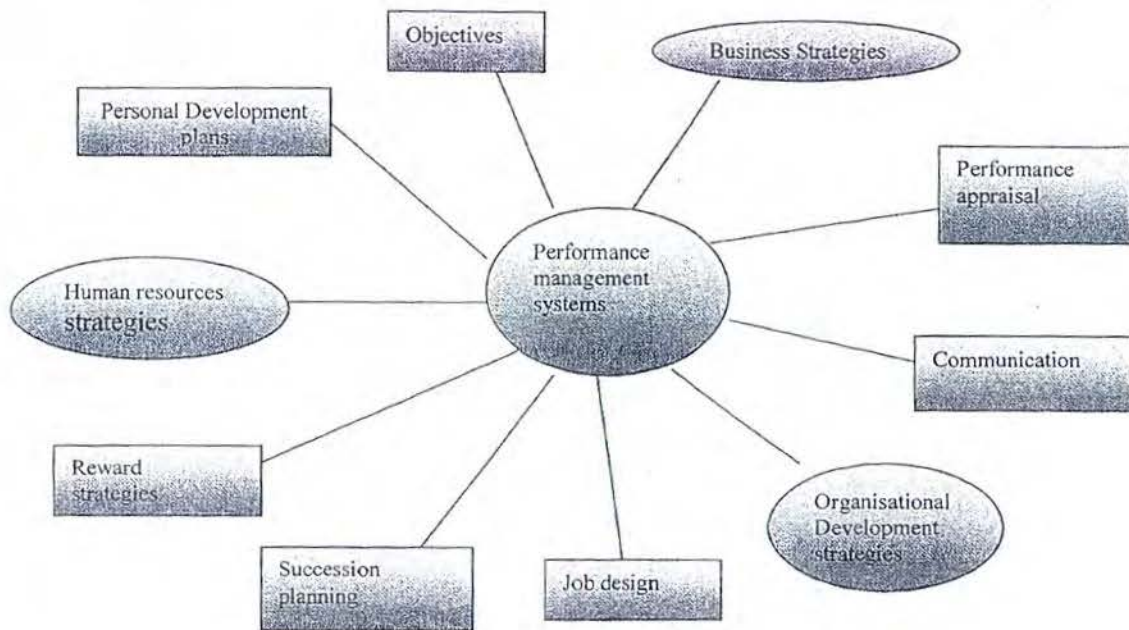 Objectives
Business Strategies
Personal Development
plans
Performance
appraisal
Performance
management
systems
Human resources
strategies
Communication
Reward
strategies
Organisational
Development
strategies
Succession
planning
Job design